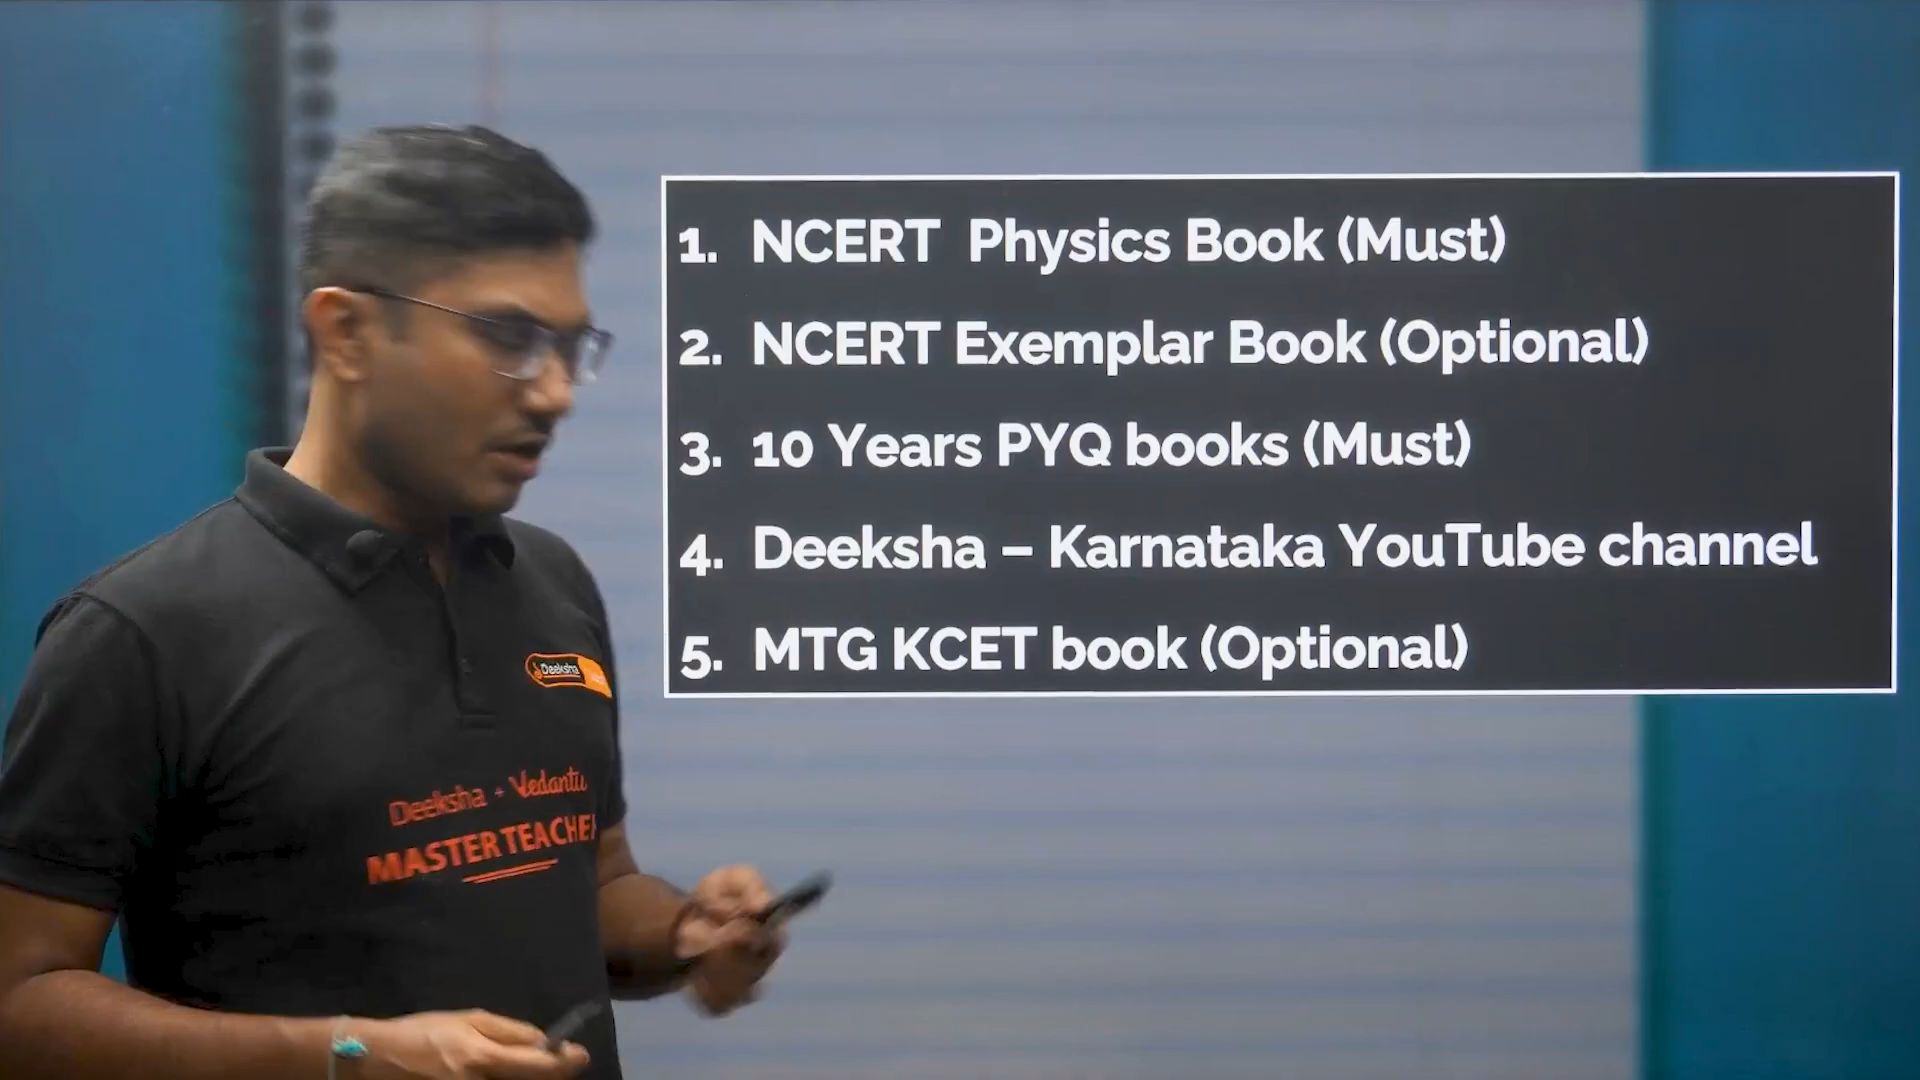 1. NCERT Physics Book (Must)
2. NCERT Exemplar Book (Optional)
3. 10 Years PYQ books (Must)
4. Deeksha – Karnataka YouTube channel
5. MTG KCET book (Optional)
Deeksha
Deeksha + Vedantu
MASTER TEACHER